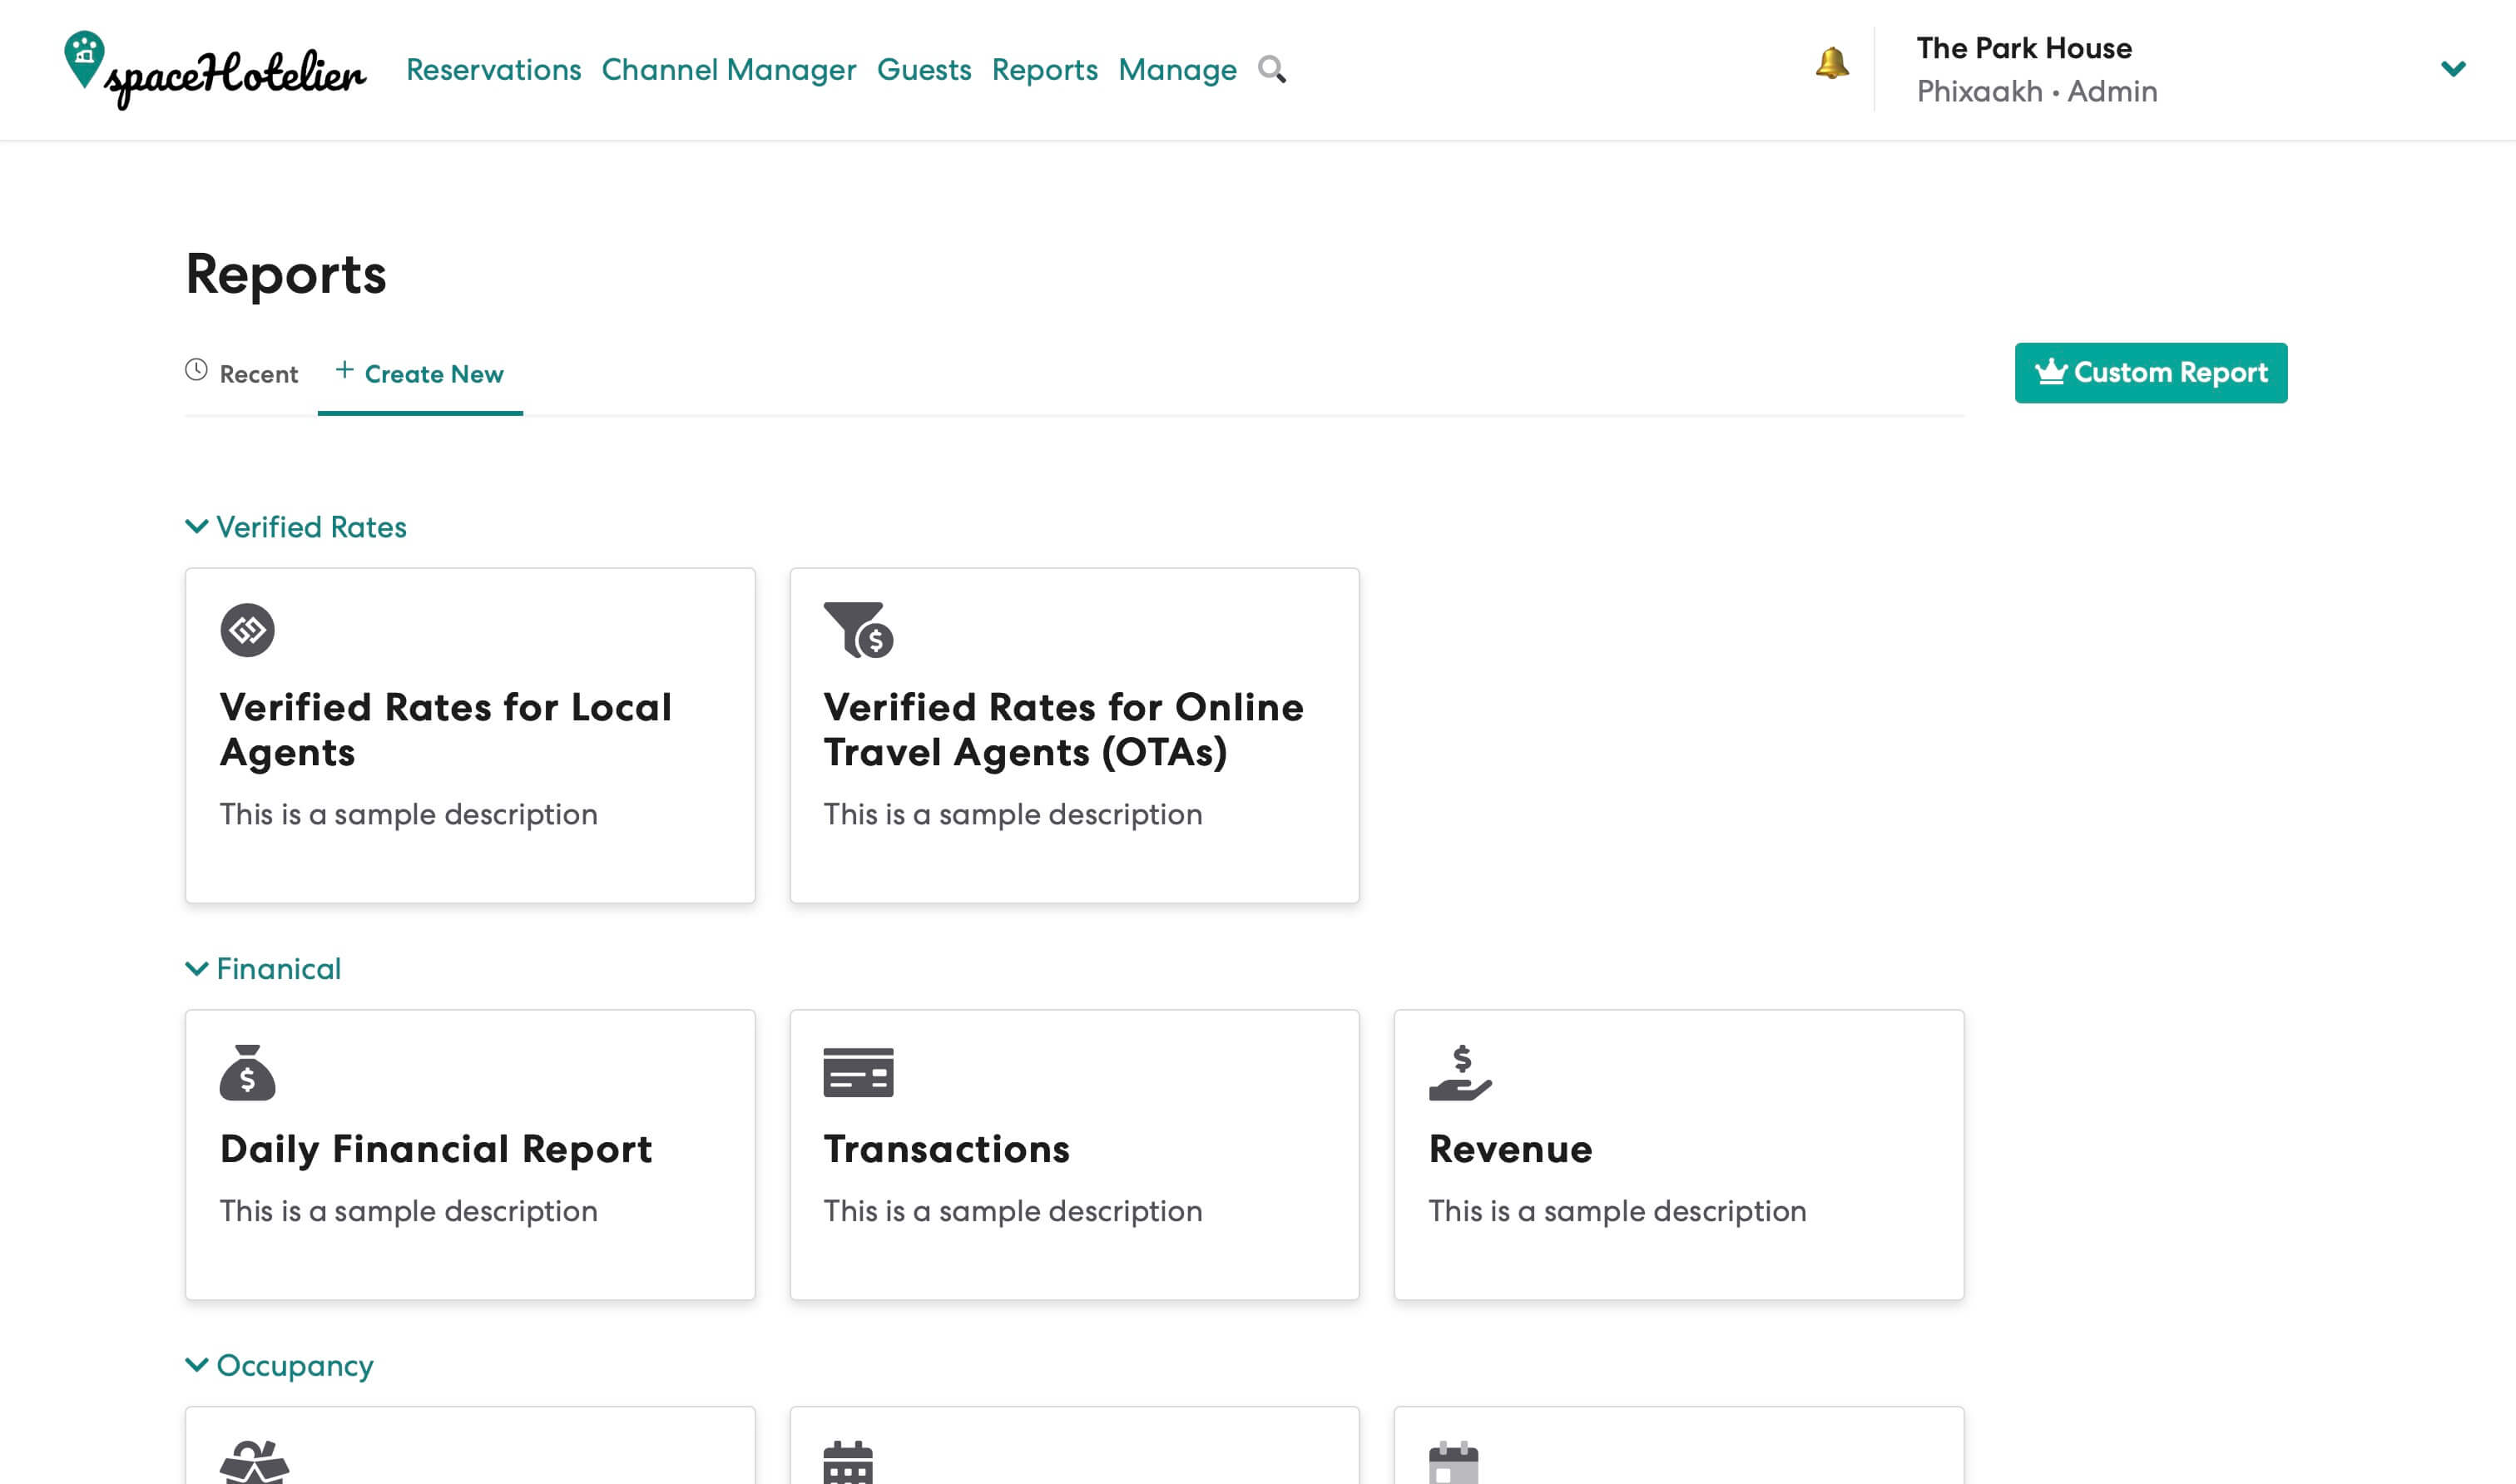 spaceHotelier
Reservations Channel Manager Guests Reports Manage
The Park House
Phixaakh • Admin
Reports
Recent
+ Create New
Custom Report
Verified Rates
Verified Rates for Local
Agents
This is a sample description
Verified Rates for Online
Travel Agents (OTAs)
This is a sample description
Finanical
Daily Financial Report
This is a sample description
Transactions
This is a sample description
Revenue
This is a sample description
Occupancy